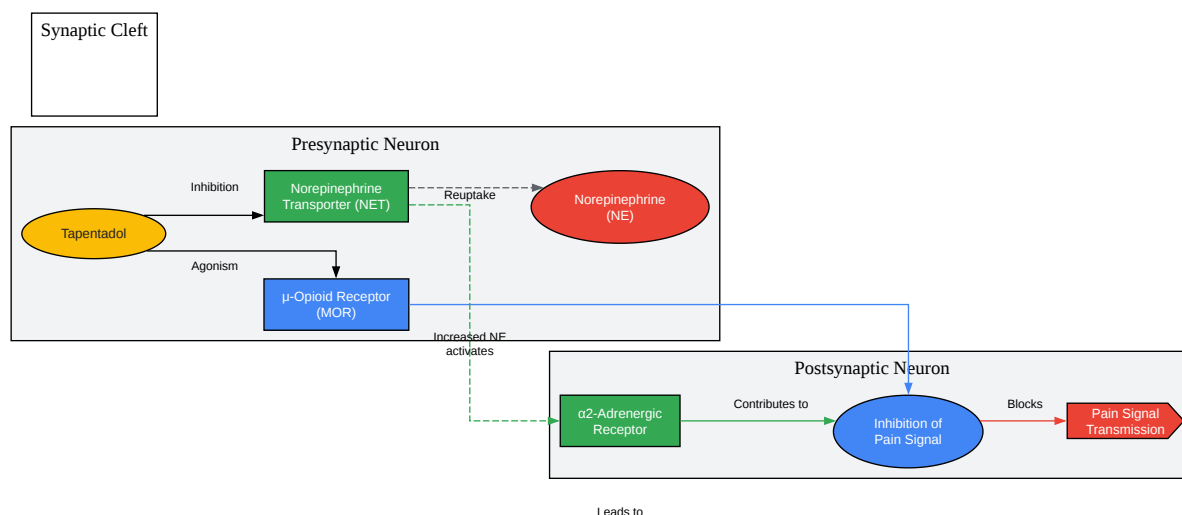 Synaptic Cleft
Presynaptic Neuron
Inhibition
Norepinphrine
Transporter (NET)
Reuptake
Norepinephrine
(NE)
Tapentadol
Agonism
μ-Opioid Receptor
(MOR)
Increased NE
activates
Postsynaptic Neuron
α2-Adrenergic
Receptor
Contributes to
Inhibition of
Pain Signal
Blocks
Pain Signal
Transmission
Leads to